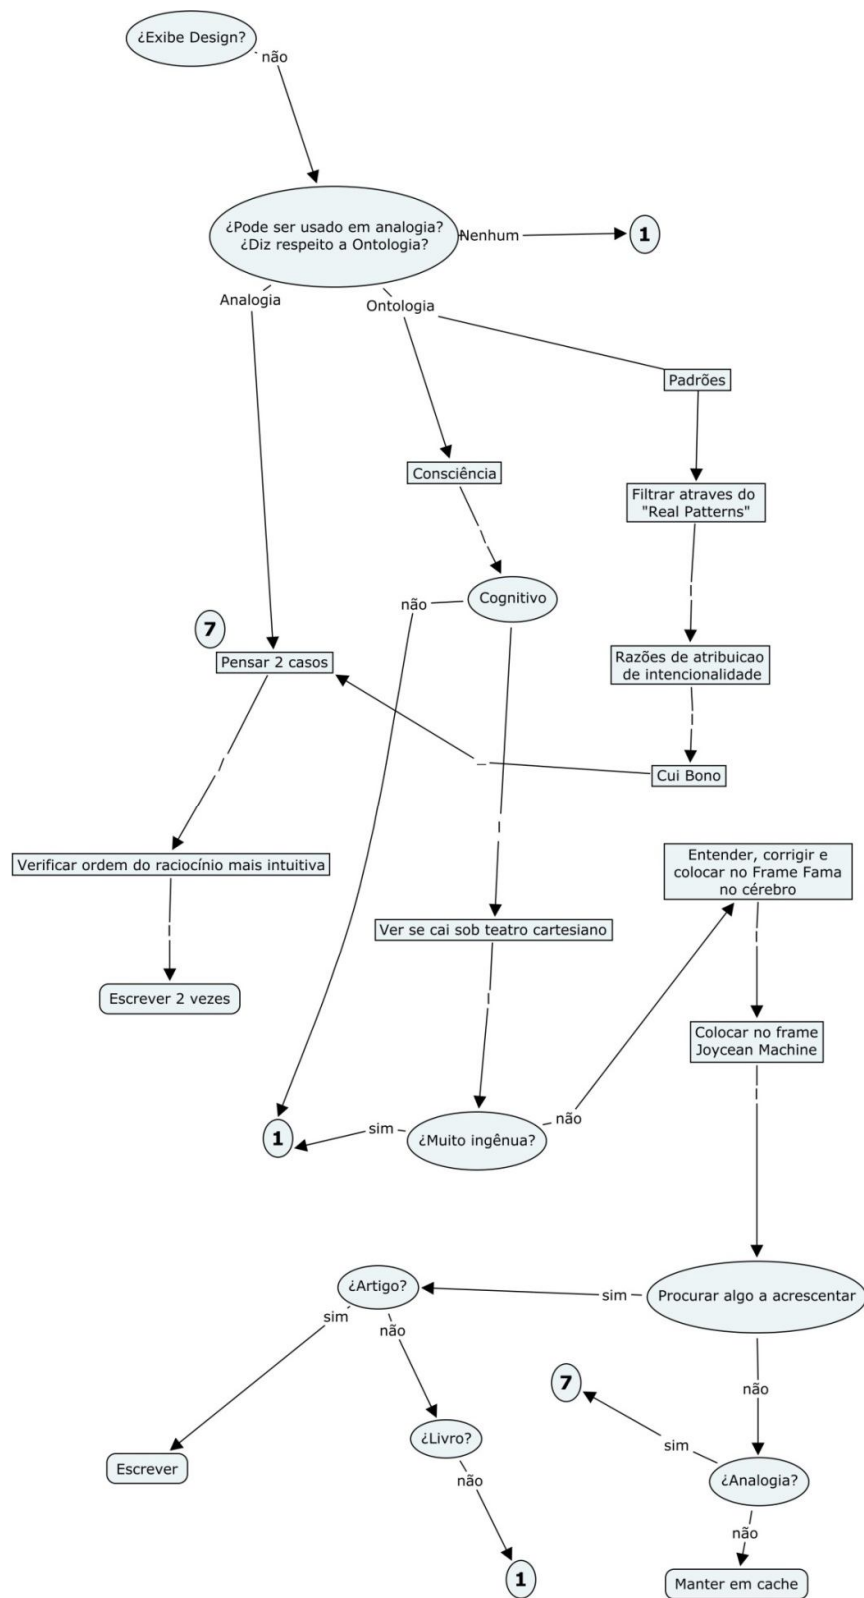 ¿Exibe Design?
não
¿Pode ser usado em analogia?
¿Diz respeito a Ontologia?
Nenhum
1
Analogia
Ontologia
Padrões
Consciência
Filtrar atraves do
"Real Patterns"
não
Cognitivo
7
Pensar 2 casos
Razões de atribuicao
de intencionalidade
Cui Bono
Verificar ordem do raciocínio mais intuitiva
Entender, corrigir e
colocar no Frame Fama
no cérebro
Ver se cai sob teatro cartesiano
Escrever 2 vezes
Colocar no frame
Joycean Machine
1
sim
¿Muito ingênua?
não
¿Artigo?
sim
Procurar algo a acrescentar
sim
não
não
7
¿Livro?
sim
Escrever
não
¿Analogia?
não
1
Manter em cache